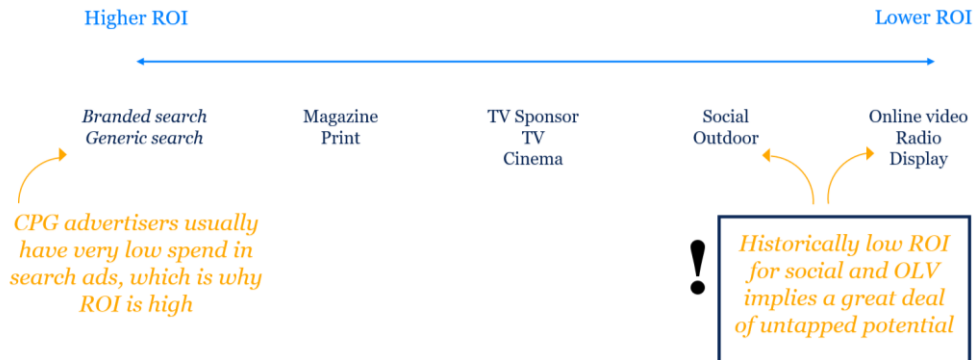 Higher ROI
Lower ROI
Branded search
Generic search
Magazine
Print
TV Sponsor
TV
Cinema
Social
Outdoor
Online video
Radio
Display
CPG advertisers usually
have very low spend in
search ads, which is why
ROI is high
!
Historically low ROI
for social and OLV
implies a great deal
of untapped potential